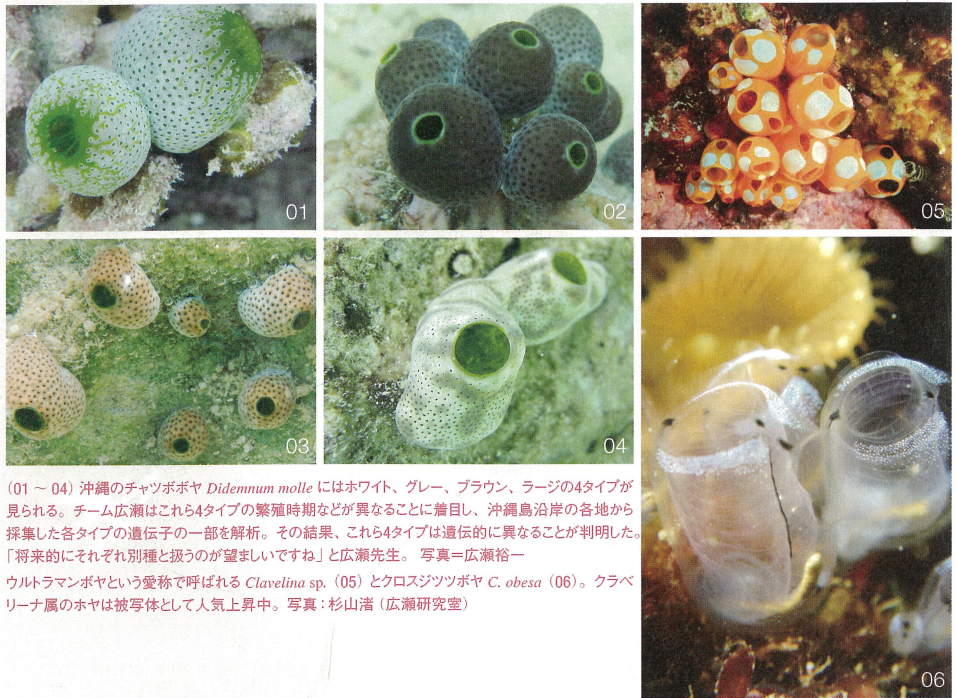 01
02
05
03
04
06
(01 ~ 04) 沖縄のチャツボボヤ Didemnum molle にはホワイト、グレー、ブラウン、ラージの4タイプが
見られる。チーム広瀬はこれら4タイプの繁殖時期などが異なることに着目し、沖縄島沿岸の各地から
採集した各タイプの遺伝子の一部を解析。その結果、これら4タイプは遺伝的に異なることが判明した。
「将来的にそれぞれ別種と扱うのが望ましいですね」と広瀬先生。 写真=広瀬裕一
ウルトラマンボヤという愛称で呼ばれる Clavelina sp. (05) とクロスジツツボヤ C. obesa (06)。クラベ
リーナ属のホヤは被写体として人気上昇中。写真:杉山渚 (広瀬研究室)